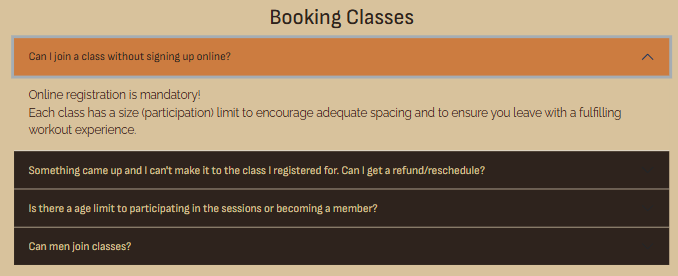 Booking Classes
Can I join a class without signing up online?
Online registration is mandatory!
Each class has a size (participation) limit to encourage adequate spacing and to ensure you leave with a fulfilling
workout experience.
Something came up and I can't make it to the class I registered for. Can I get a refund/reschedule?
Is there a age limit to participating in the sessions or becoming a member?
Can men join classes?